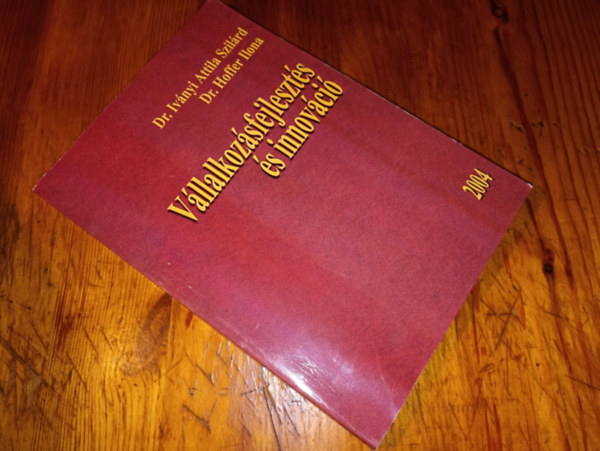 Dr. Iványi Attila Szilárd
Dr. Hoffer Ilona
Vállalkozásfejlesztés
és innováció
2004